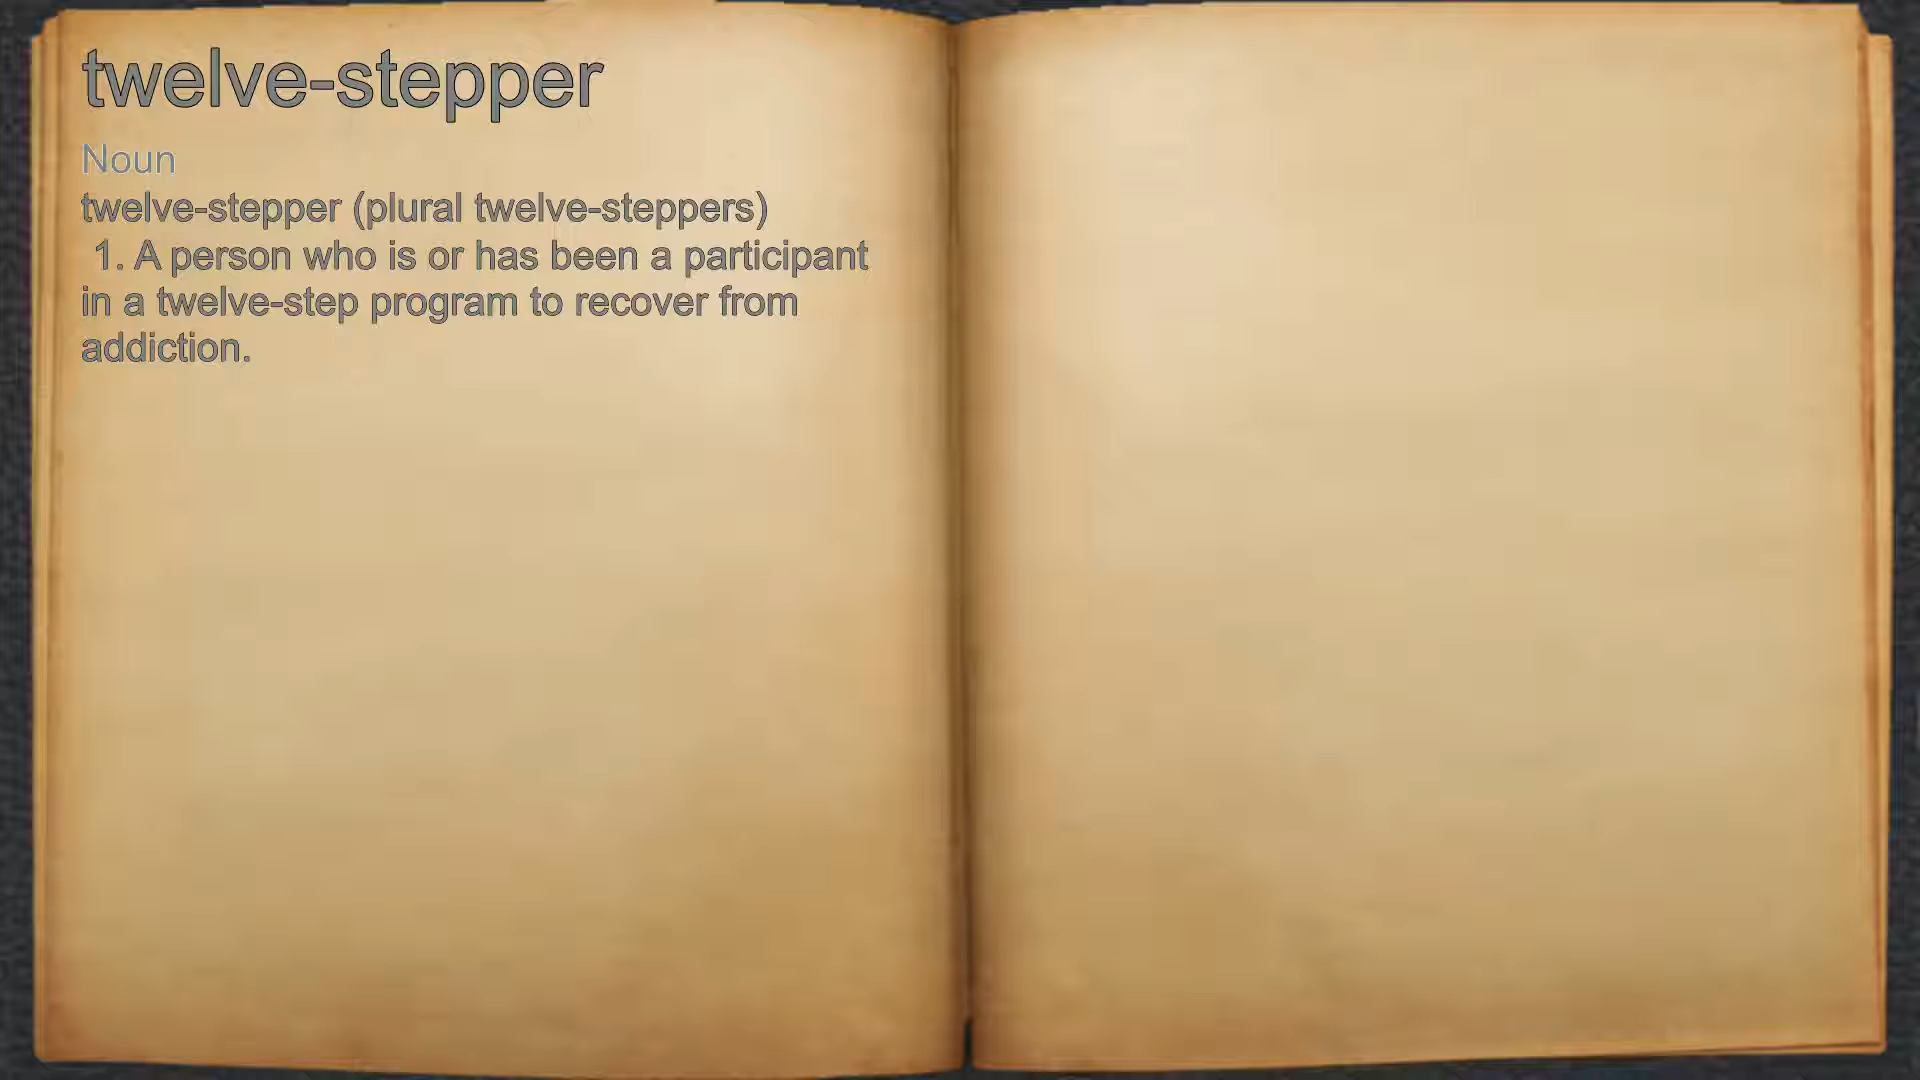 twelve-stepper
Noun
twelve-stepper (plural twelve-steppers)
1. A person who is or has been a participant
in a twelve-step program to recover from
addiction.